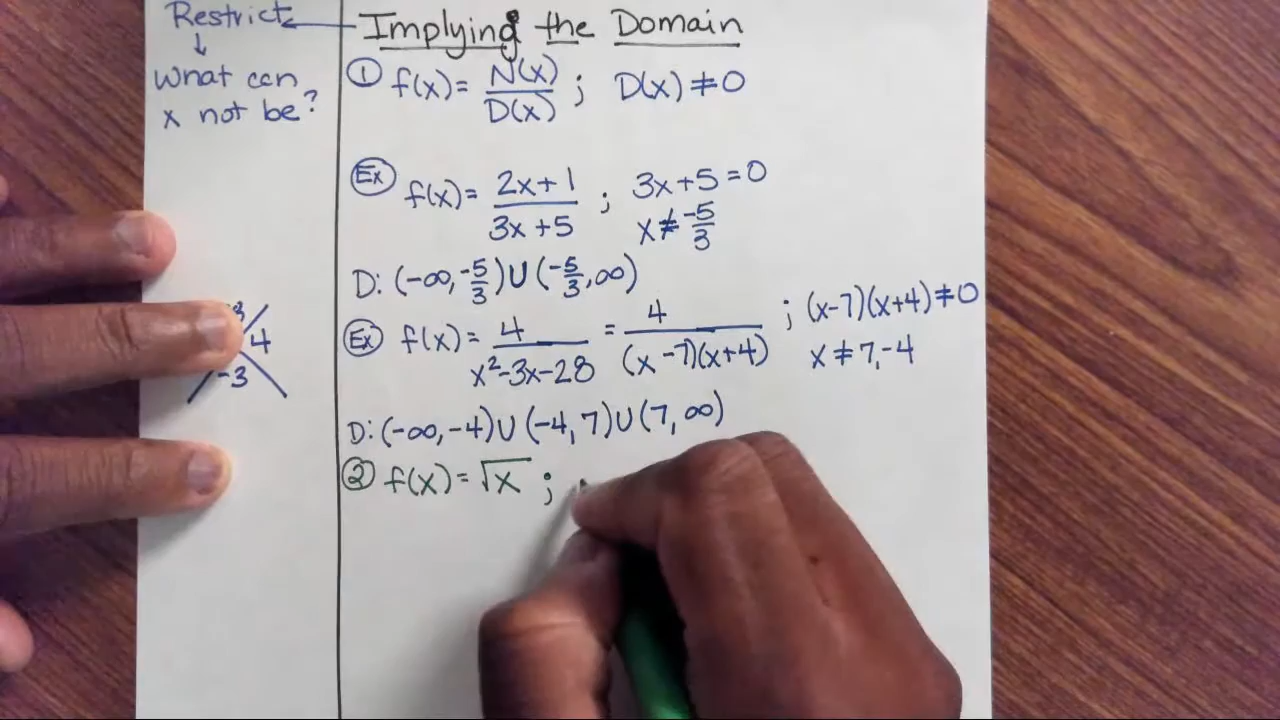 Restrict
What can
x not be?
Implying the Domain
① f(x) = N(x)/D(x) ; D(x) ≠ 0
Ex f(x) = (2x+1)/(3x+5) ; 3x+5=0
x ≠ -5/3
D: (-∞, -5/3) ∪ (-5/3, ∞)
Ex f(x) = 4/(x²-3x-28) = 4/((x-7)(x+4)) ; (x-7)(x+4) ≠ 0
x ≠ 7, -4
4
-3
D: (-∞, -4) ∪ (-4, 7) ∪ (7, ∞)
② f(x) = √x ;